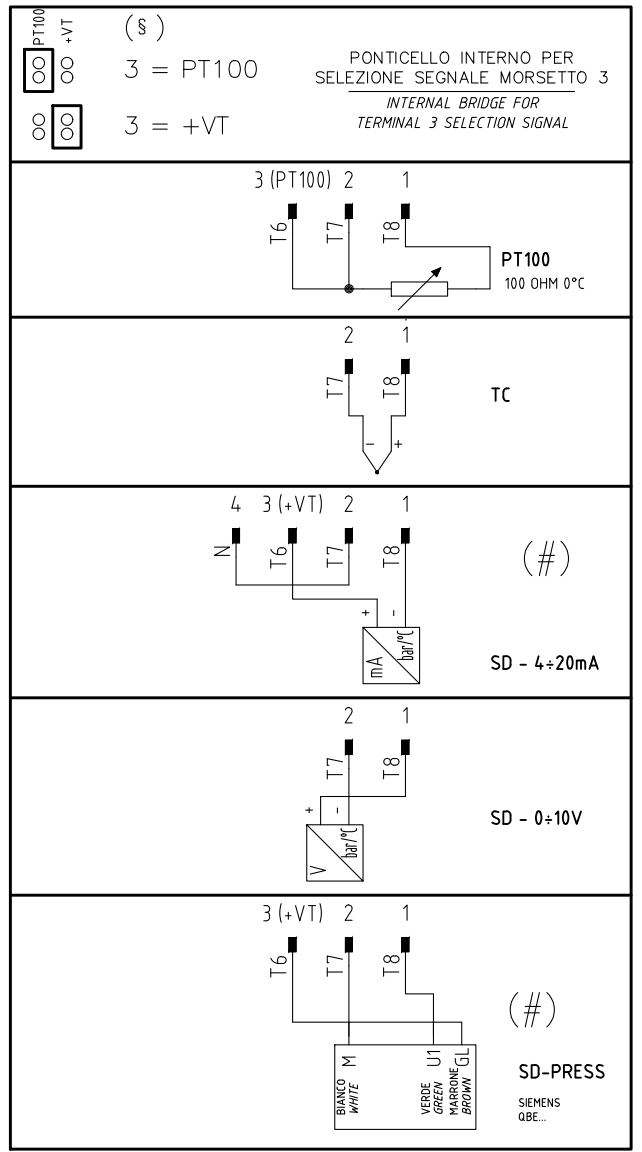 PT100
+VT
(§)
3 = PT100
3 = +VT
PONTICELLO INTERNO PER
SELEZIONE SEGNALE MORSETTO 3
INTERNAL BRIDGE FOR
TERMINAL 3 SELECTION SIGNAL
3 (PT100) 2 1
T6 T7 T8
PT100
100 OHM 0°C
2 1
T7 T8
TC
- +
4 3 (+VT) 2 1
N T6 T7 T8
(#)
+ -
mA bar/°C
SD - 4÷20mA
2 1
T7 T8
+ -
V bar/°C
SD - 0÷10V
3 (+VT) 2 1
T6 T7 T8
(#)
M U1 GL
BIANCO
WHITE
VERDE
GREEN
MARRONE
BROWN
SD-PRESS
SIEMENS
QBE...